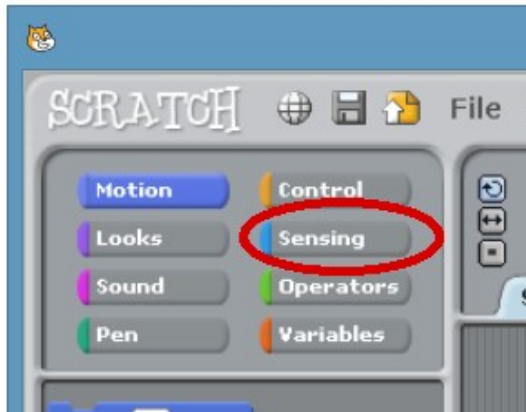 SCRATCH File
Motion Control
Looks Sensing
Sound Operators
Pen Variables